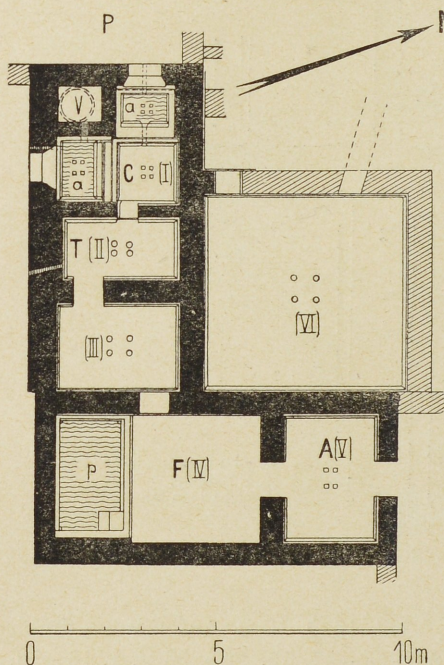 P N
V a
a C (I)
T (II)
(VI)
(III)
P F (IV) A (V)
0 5 10m